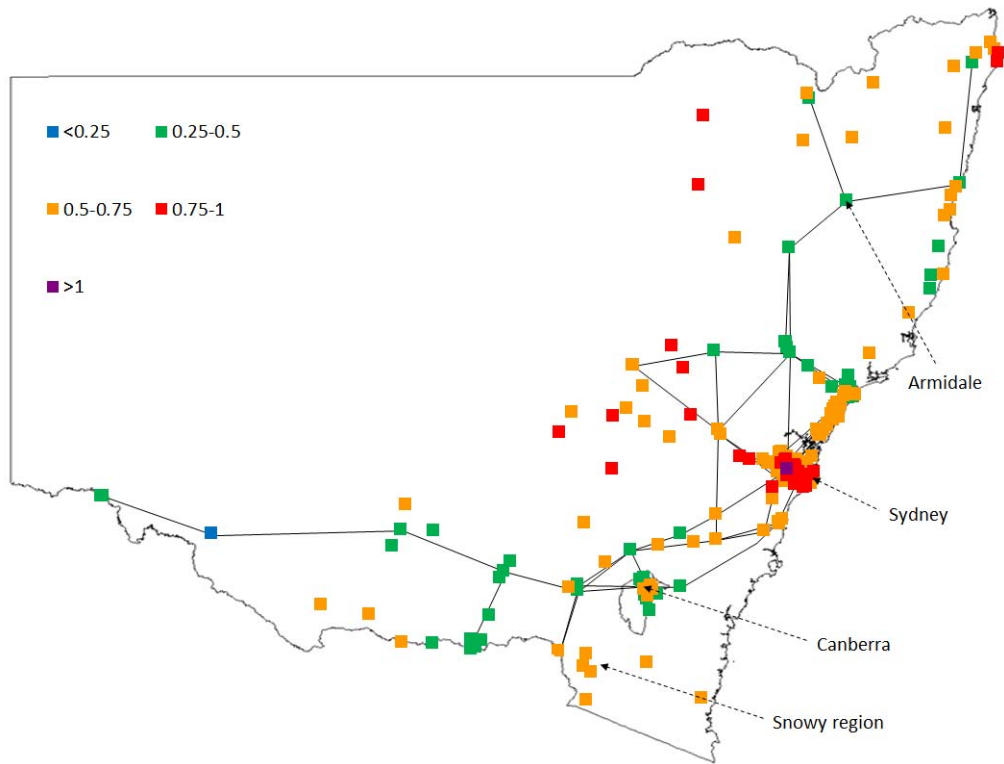 <0.25
0.25-0.5
0.5-0.75
0.75-1
>1
Armidale
Sydney
Canberra
Snowy region